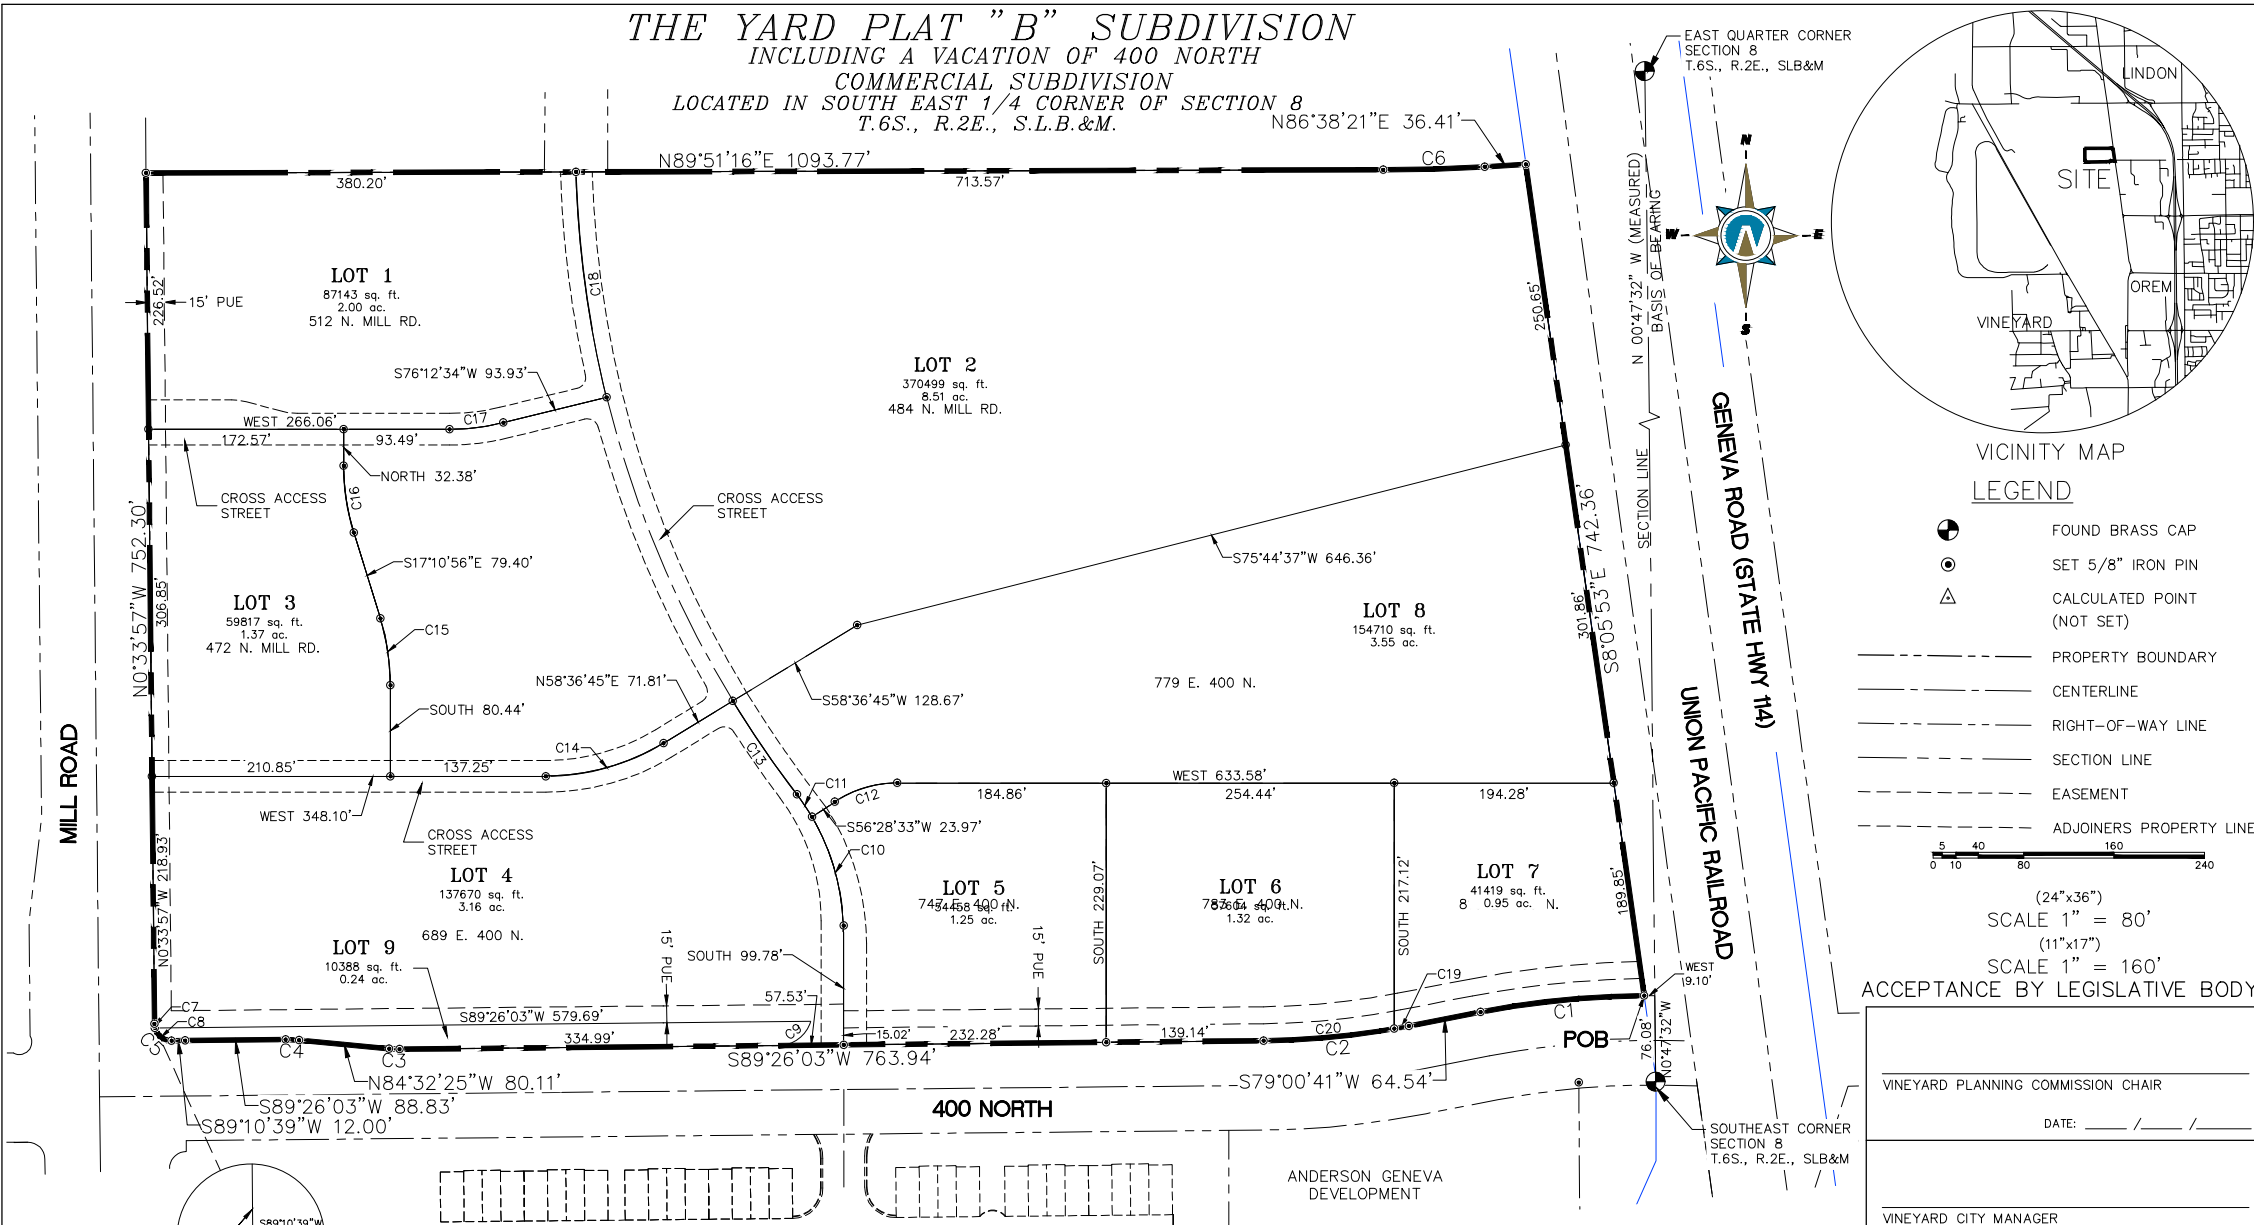 THE YARD PLAT "B" SUBDIVISION
INCLUDING A VACATION OF 400 NORTH
COMMERCIAL SUBDIVISION
LOCATED IN SOUTH EAST 1/4 CORNER OF SECTION 8
T.6S., R.2E., S.L.B.&M.
EAST QUARTER CORNER
SECTION 8
T.6S., R.2E., SLB&M
N86°38'21"E 36.41'
N89°51'16"E 1093.77'
380.20'
713.57'
C6
LOT 1
87143 sq. ft.
2.00 ac.
512 N. MILL RD.
15' PUE
226.52'
C18
S76°12'34"W 93.93'
LOT 2
370499 sq. ft.
8.51 ac.
484 N. MILL RD.
250.65'
N 00°47'32" W (MEASURED)
BASIS OF BEARING
SECTION LINE
WEST 266.06'
C17
172.57'
93.49'
NORTH 32.38'
C16
CROSS ACCESS
STREET
CROSS ACCESS
STREET
S17°10'56"E 79.40'
N0°33'57"W 752.30'
306.85'
LOT 3
59817 sq. ft.
1.37 ac.
472 N. MILL RD.
C15
SOUTH 80.44'
N58°36'45"E 71.81'
S58°36'45"W 128.67'
S75°44'37"W 646.36'
LOT 8
154710 sq. ft.
3.55 ac.
779 E. 400 N.
301.86'
S8°05'53"E 742.36'
GENEVA ROAD (STATE HWY 114)
UNION PACIFIC RAILROAD
MILL ROAD
C14
C13
210.85'
137.25'
WEST 348.10'
CROSS ACCESS
STREET
C11
C12
WEST 633.58'
184.86'
254.44'
194.28'
S56°28'33"W 23.97'
C10
218.93'
N0°33'57"W
LOT 4
137670 sq. ft.
3.16 ac.
689 E. 400 N.
LOT 9
10388 sq. ft.
0.24 ac.
15' PUE
SOUTH 99.78'
57.53'
LOT 5
1.25 ac.
15' PUE
SOUTH 229.07'
LOT 6
1.32 ac.
SOUTH 217.12'
LOT 7
41419 sq. ft.
8 0.95 ac. N.
189.85'
C19
WEST
9.10'
C7
C8
C5
S89°26'03"W 579.69'
C9
C4
C3
334.99'
15.02'
232.28'
139.14'
C20
C2
C1
S89°26'03"W 763.94'
POB
76.08'
N0°47'32"W
N84°32'25"W 80.11'
S89°26'03"W 88.83'
S89°10'39"W 12.00'
S79°00'41"W 64.54'
400 NORTH
SOUTHEAST CORNER
SECTION 8
T.6S., R.2E., SLB&M
ANDERSON GENEVA
DEVELOPMENT
S89°10'39"W
N
W
E
S
LINDON
SITE
OREM
VINEYARD
VICINITY MAP
LEGEND
FOUND BRASS CAP
SET 5/8" IRON PIN
CALCULATED POINT
(NOT SET)
PROPERTY BOUNDARY
CENTERLINE
RIGHT-OF-WAY LINE
SECTION LINE
EASEMENT
ADJOINERS PROPERTY LINE
5 40 160
0 10 80 240
(24"x36")
SCALE 1" = 80'
(11"x17")
SCALE 1" = 160'
ACCEPTANCE BY LEGISLATIVE BODY
VINEYARD PLANNING COMMISSION CHAIR
DATE: ____ /____ /____
VINEYARD CITY MANAGER